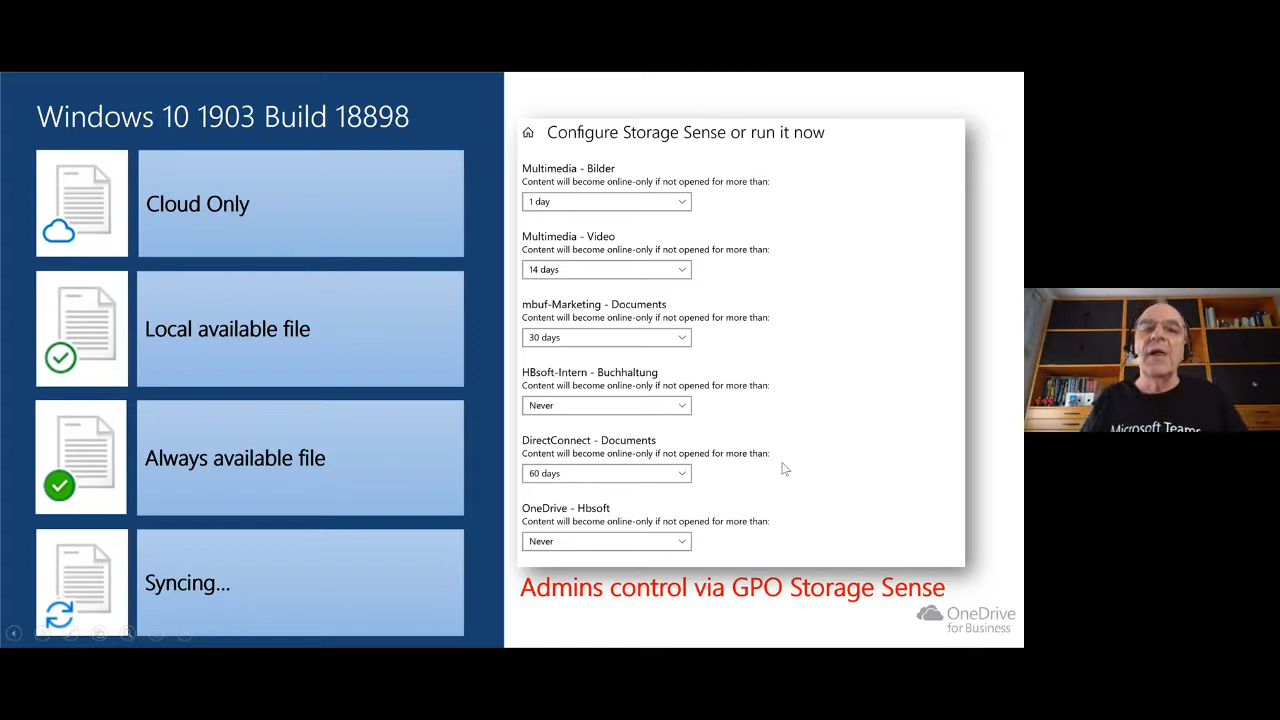 Windows 10 1903 Build 18898
Cloud Only
Local available file
Always available file
Syncing...
Configure Storage Sense or run it now
Multimedia - Bilder
Content will become online-only if not opened for more than:
1 day
Multimedia - Video
Content will become online-only if not opened for more than:
14 days
mbuf-Marketing - Documents
Content will become online-only if not opened for more than:
30 days
HBsoft-Intern - Buchhaltung
Content will become online-only if not opened for more than:
Never
DirectConnect - Documents
Content will become online-only if not opened for more than:
60 days
OneDrive - Hbsoft
Content will become online-only if not opened for more than:
Never
Admins control via GPO Storage Sense
OneDrive
for Business
Microsoft Teams